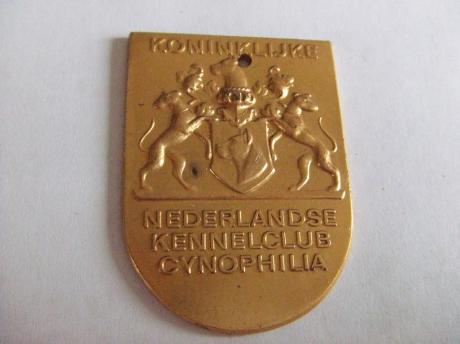 KONINKLIJKE
NEDERLANDSE
KENNELCLUB
CYNOPHILIA